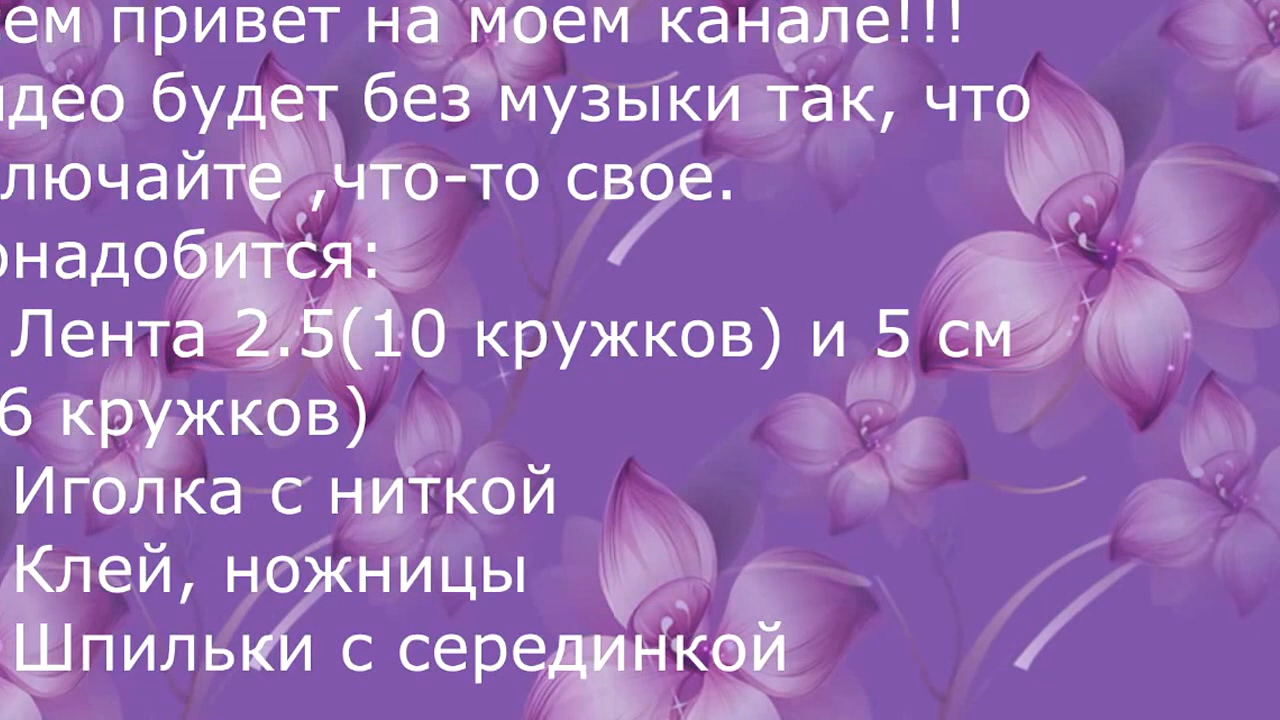 ем привет на моем канале!!!
део будет без музыки так, что
лючайте ,что-то свое.
онадобится:
Лента 2.5(10 кружков) и 5 см
6 кружков)
Иголка с ниткой
Клей, ножницы
Шпильки с серединкой